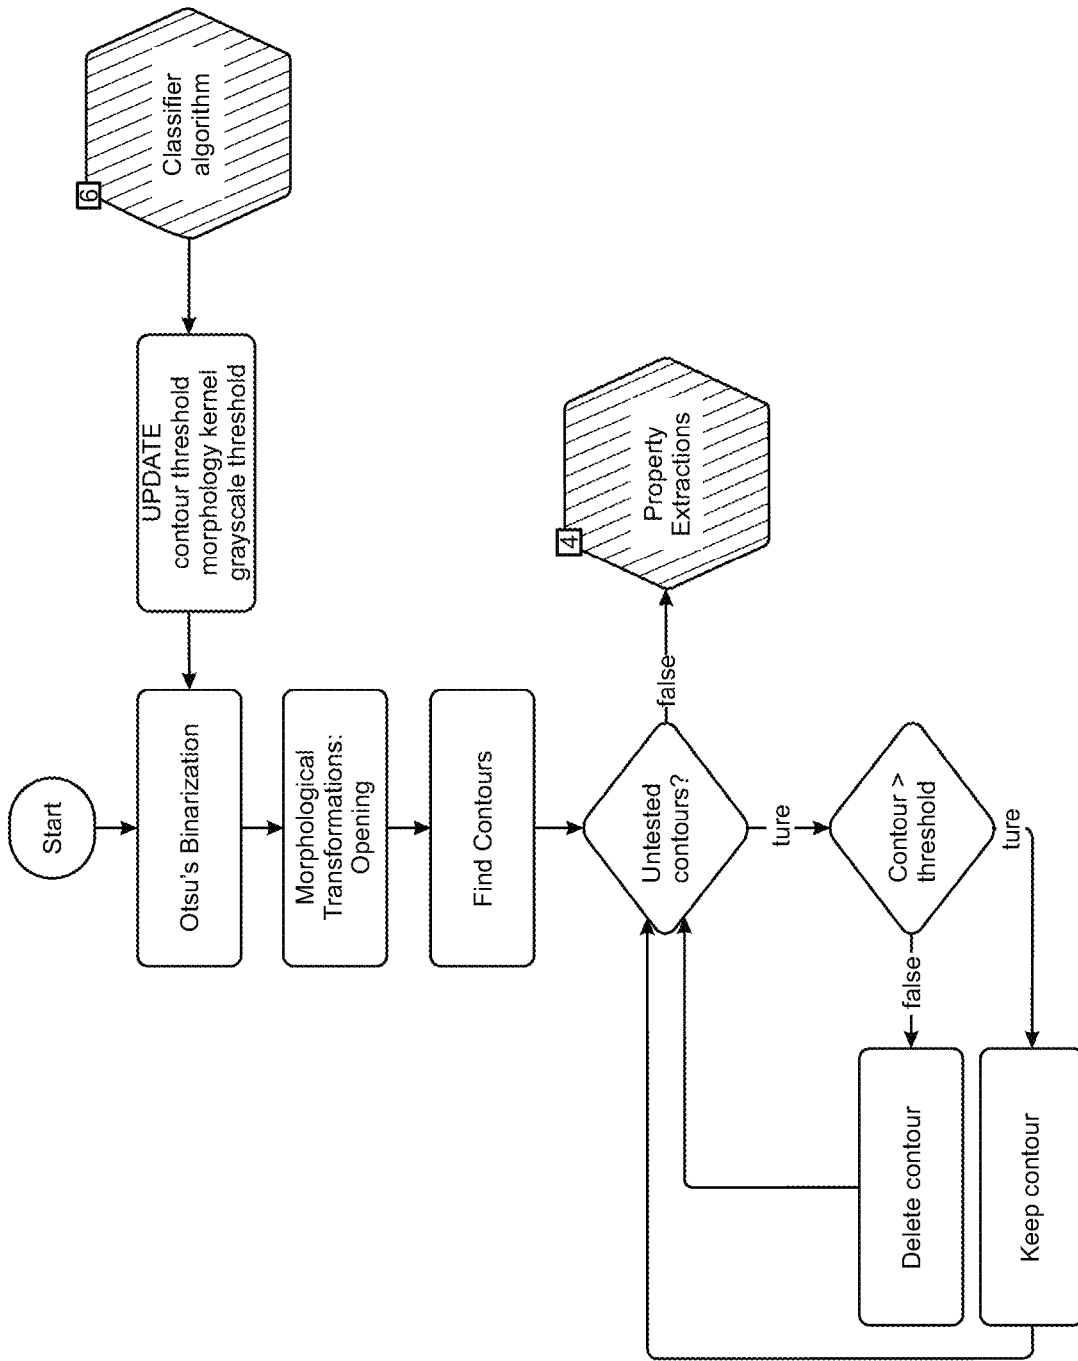 Start
Otsu's Binarization
Morphological
Transformations:
Opening
Find Contours
Untested
contours?
false
ture
Contour >
threshold
false
ture
Delete contour
Keep contour
UPDATE
contour threshold
morphology kernel
grayscale threshold
6
Classifier
algorithm
4
Property
Extractions